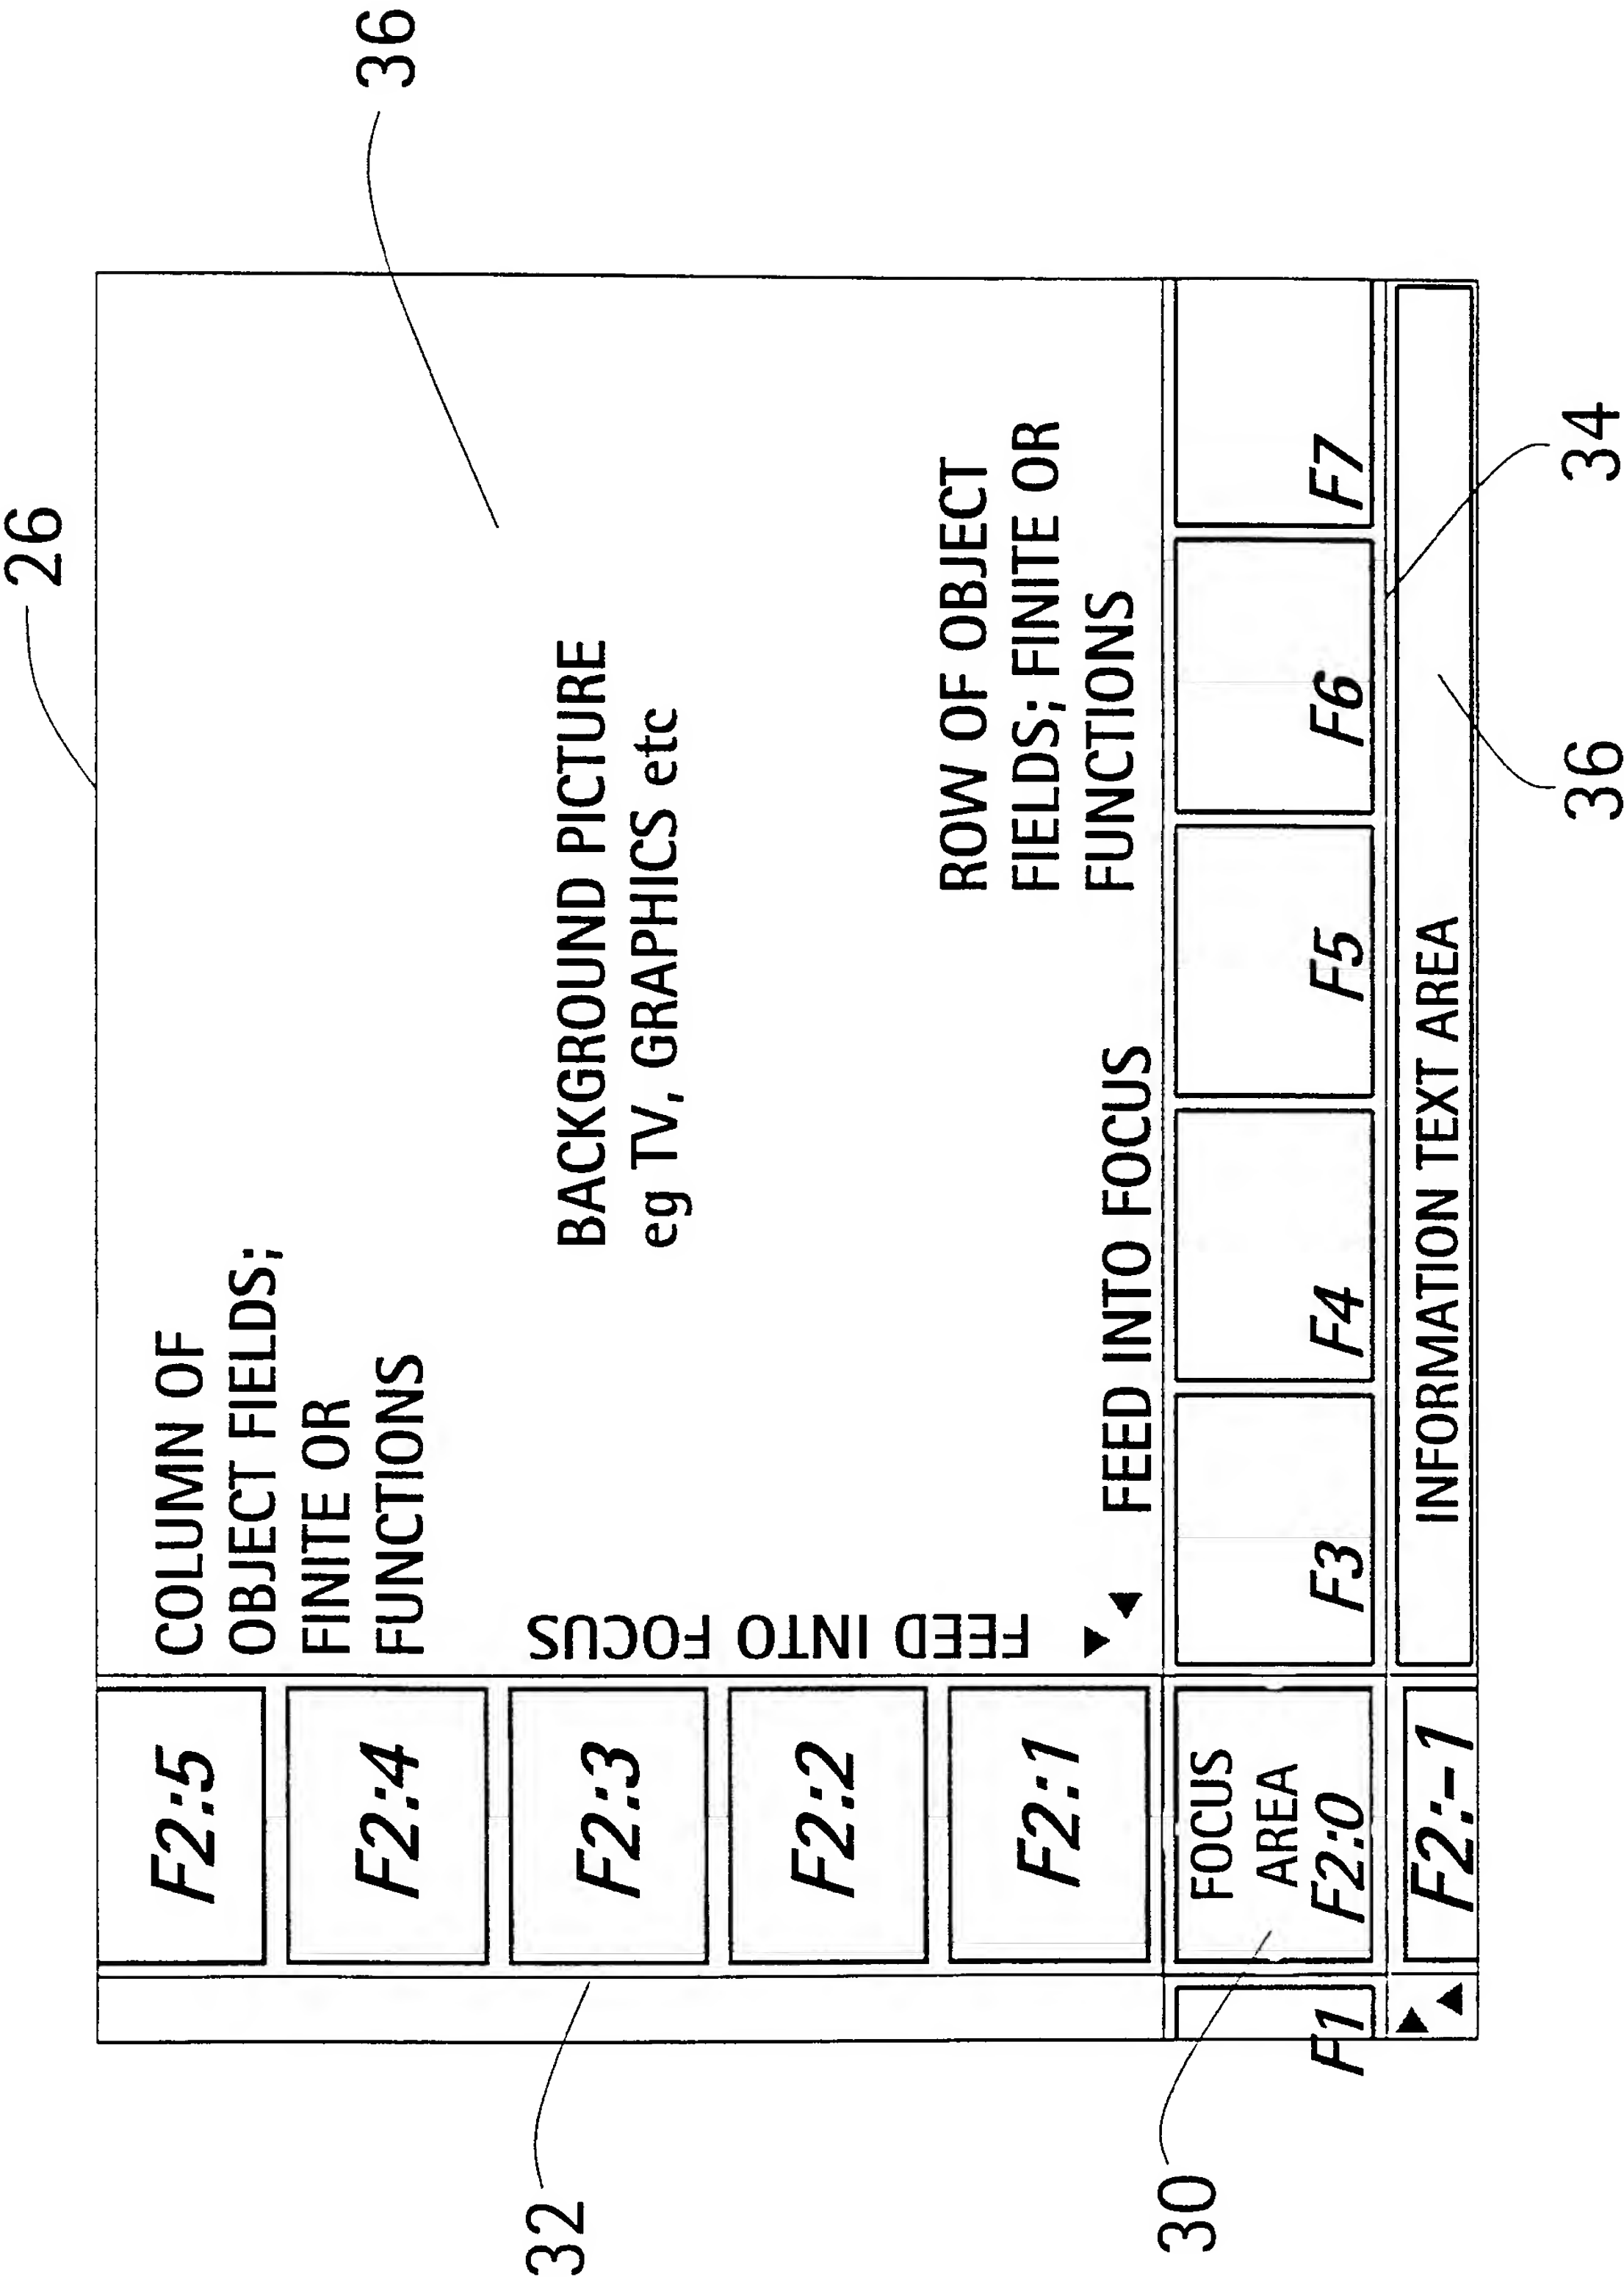 26
36
COLUMN OF
OBJECT FIELDS;
FINITE OR
FUNCTIONS
BACKGROUND PICTURE
eg TV, GRAPHICS etc
ROW OF OBJECT
FIELDS; FINITE OR
FUNCTIONS
FEED INTO FOCUS
FEED INTO FOCUS
F2:5
F2:4
F2:3
F2:2
F2:1
FOCUS
AREA
F2:0
F1
F3
F4
F5
F6
F7
F2:-1
INFORMATION TEXT AREA
32
30
36
34